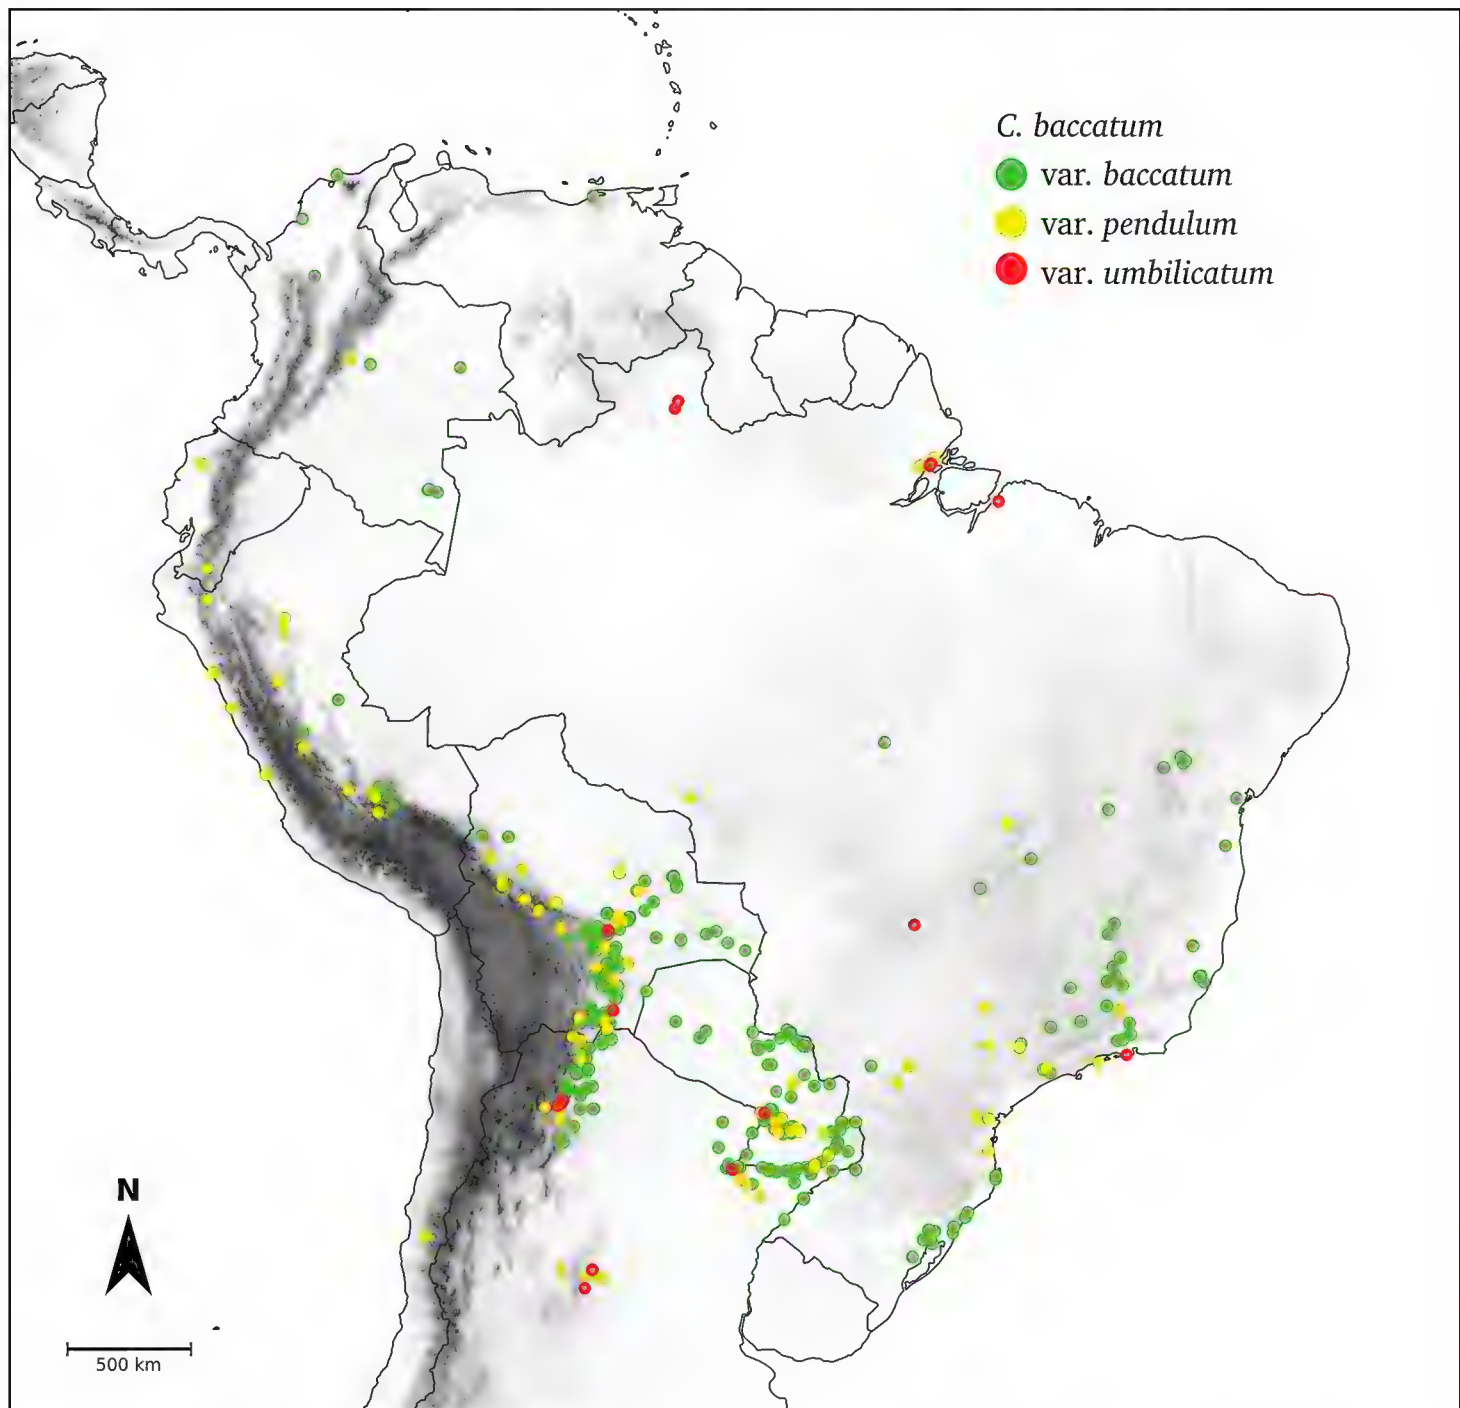 C. baccatum
var. baccatum
var. pendulum
var. umbilicatum
N
500 km